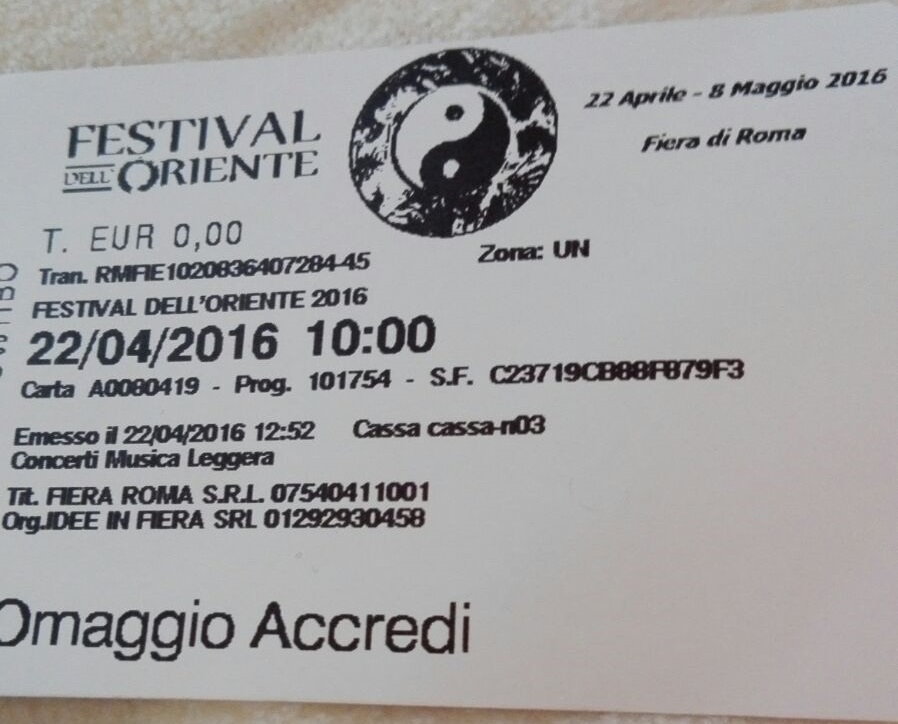 FESTIVAL
DELL'ORIENTE
22 Aprile - 8 Maggio 2016
Fiera di Roma
T. EUR 0,00
Zona: UN
Tran. RMFIE1020836407284-45
FESTIVAL DELL'ORIENTE 2016
22/04/2016 10:00
Carta A0080419 - Prog. 101754 - S.F. C23719CB88F879F3
Emesso il 22/04/2016 12:52 Cassa cassa-n03
Concerti Musica Leggera
Tit. FIERA ROMA S.R.L. 07540411001
Org.IDEE IN FIERA SRL 01292930458
Omaggio Accredi